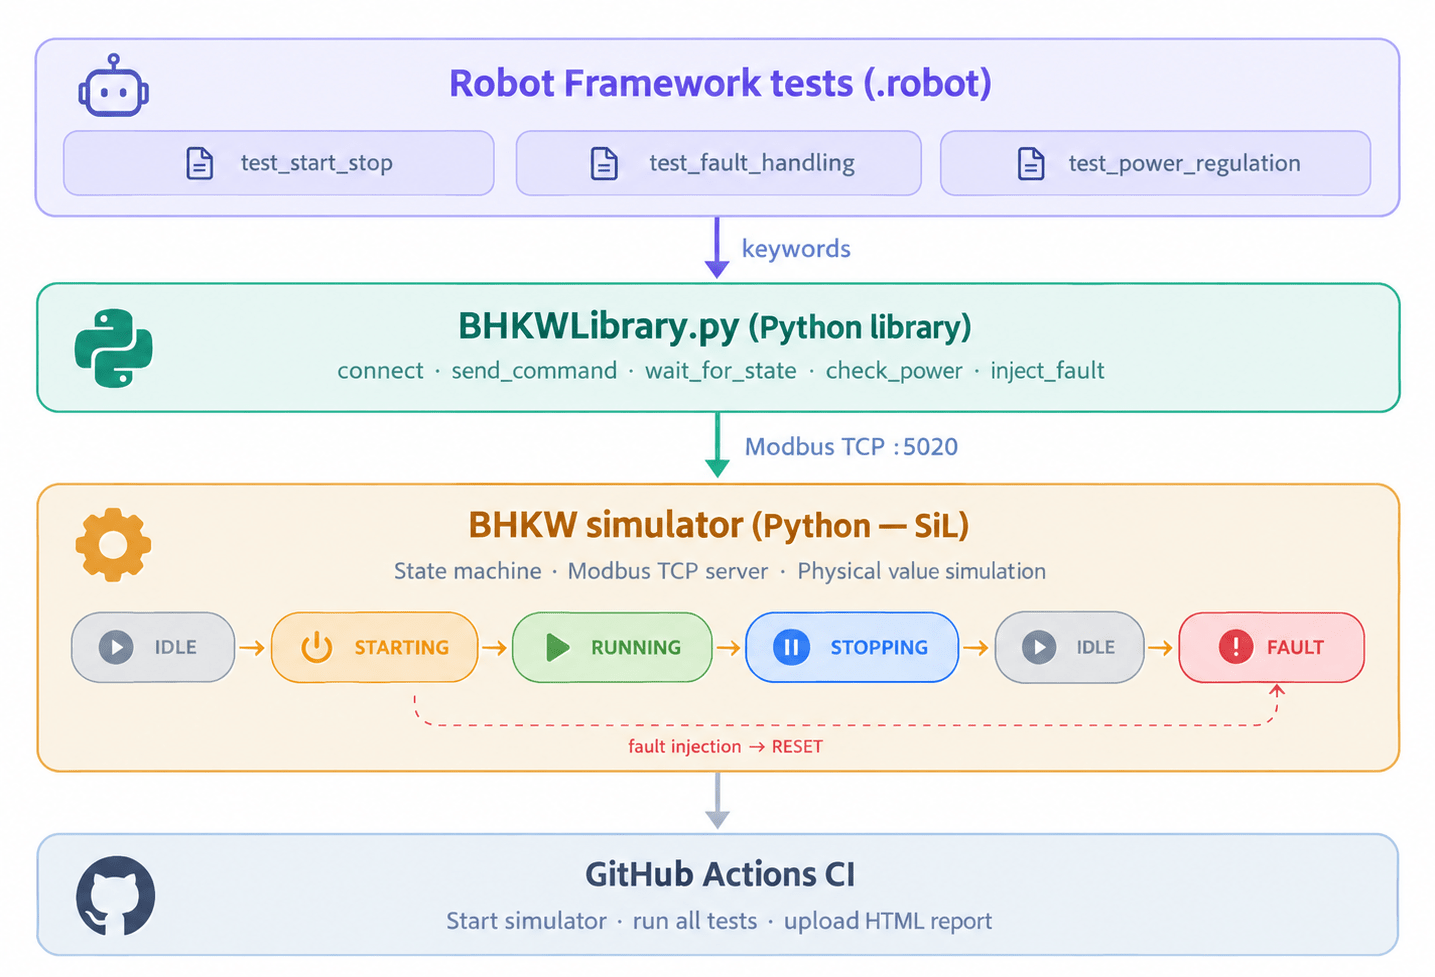 Robot Framework tests (.robot)
test_start_stop
test_fault_handling
test_power_regulation
keywords
BHKWLibrary.py (Python library)
connect · send_command · wait_for_state · check_power · inject_fault
Modbus TCP :5020
BHKW simulator (Python — SiL)
State machine · Modbus TCP server · Physical value simulation
IDLE
STARTING
RUNNING
STOPPING
IDLE
FAULT
fault injection → RESET
GitHub Actions CI
Start simulator · run all tests · upload HTML report